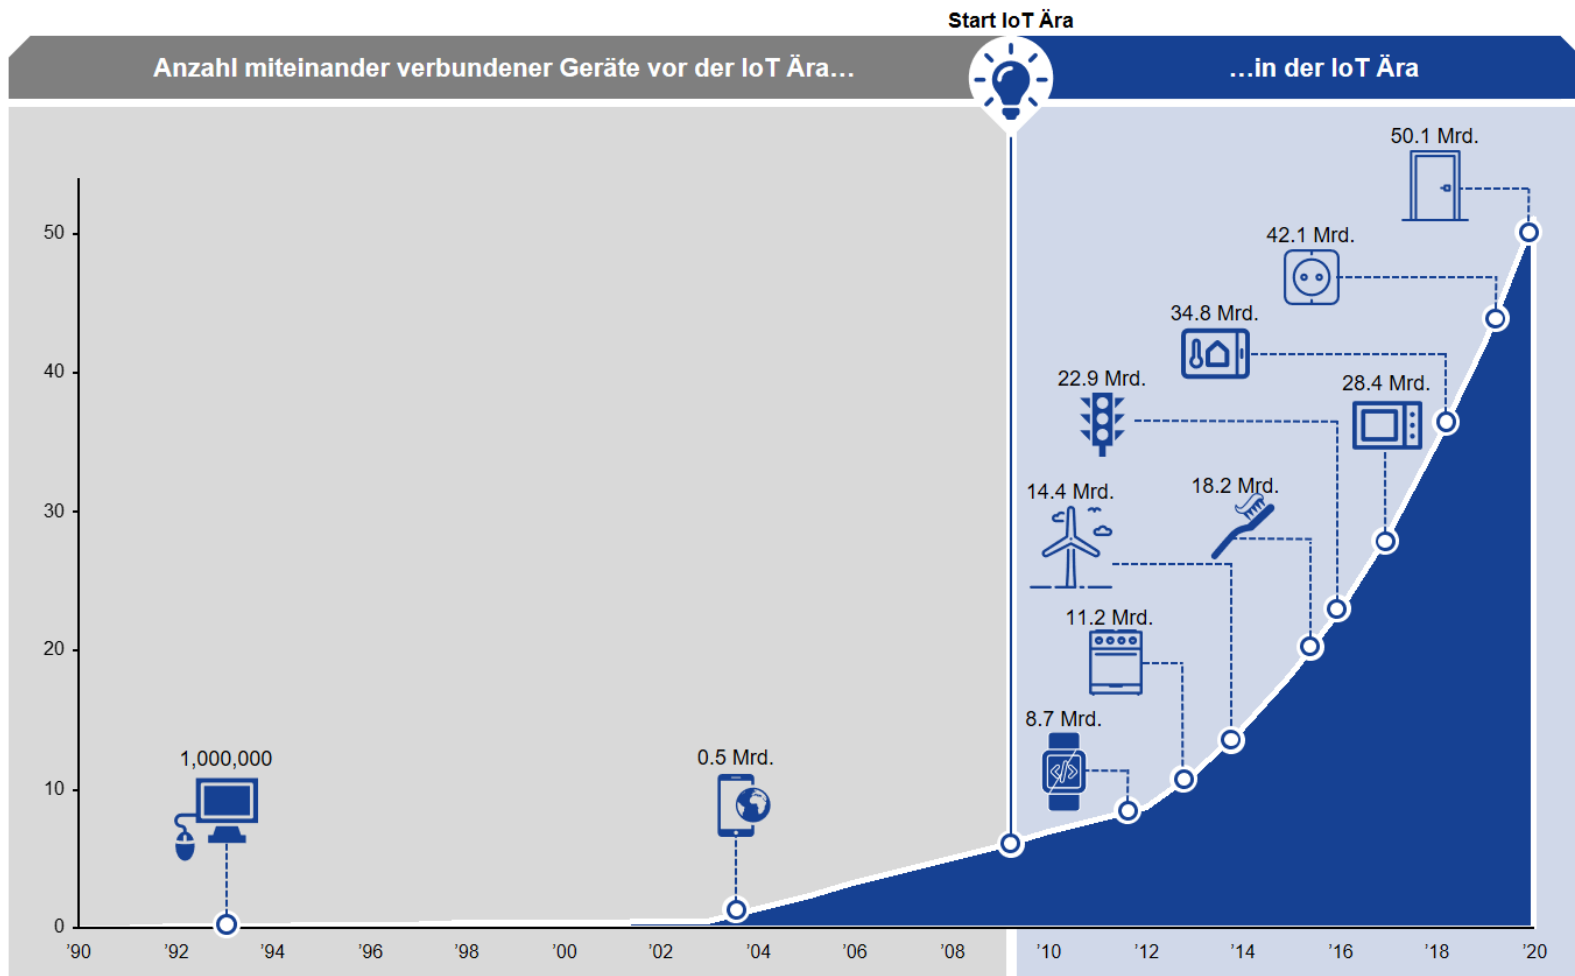 Start IoT Ära
Anzahl miteinander verbundener Geräte vor der IoT Ära…
…in der IoT Ära
50.1 Mrd.
42.1 Mrd.
34.8 Mrd.
22.9 Mrd.
28.4 Mrd.
14.4 Mrd.
18.2 Mrd.
11.2 Mrd.
8.7 Mrd.
1,000,000
0.5 Mrd.
50
40
30
20
10
0
’90 ’92 ’94 ’96 ’98 ’00 ’02 ’04 ’06 ’08 ’10 ’12 ’14 ’16 ’18 ’20